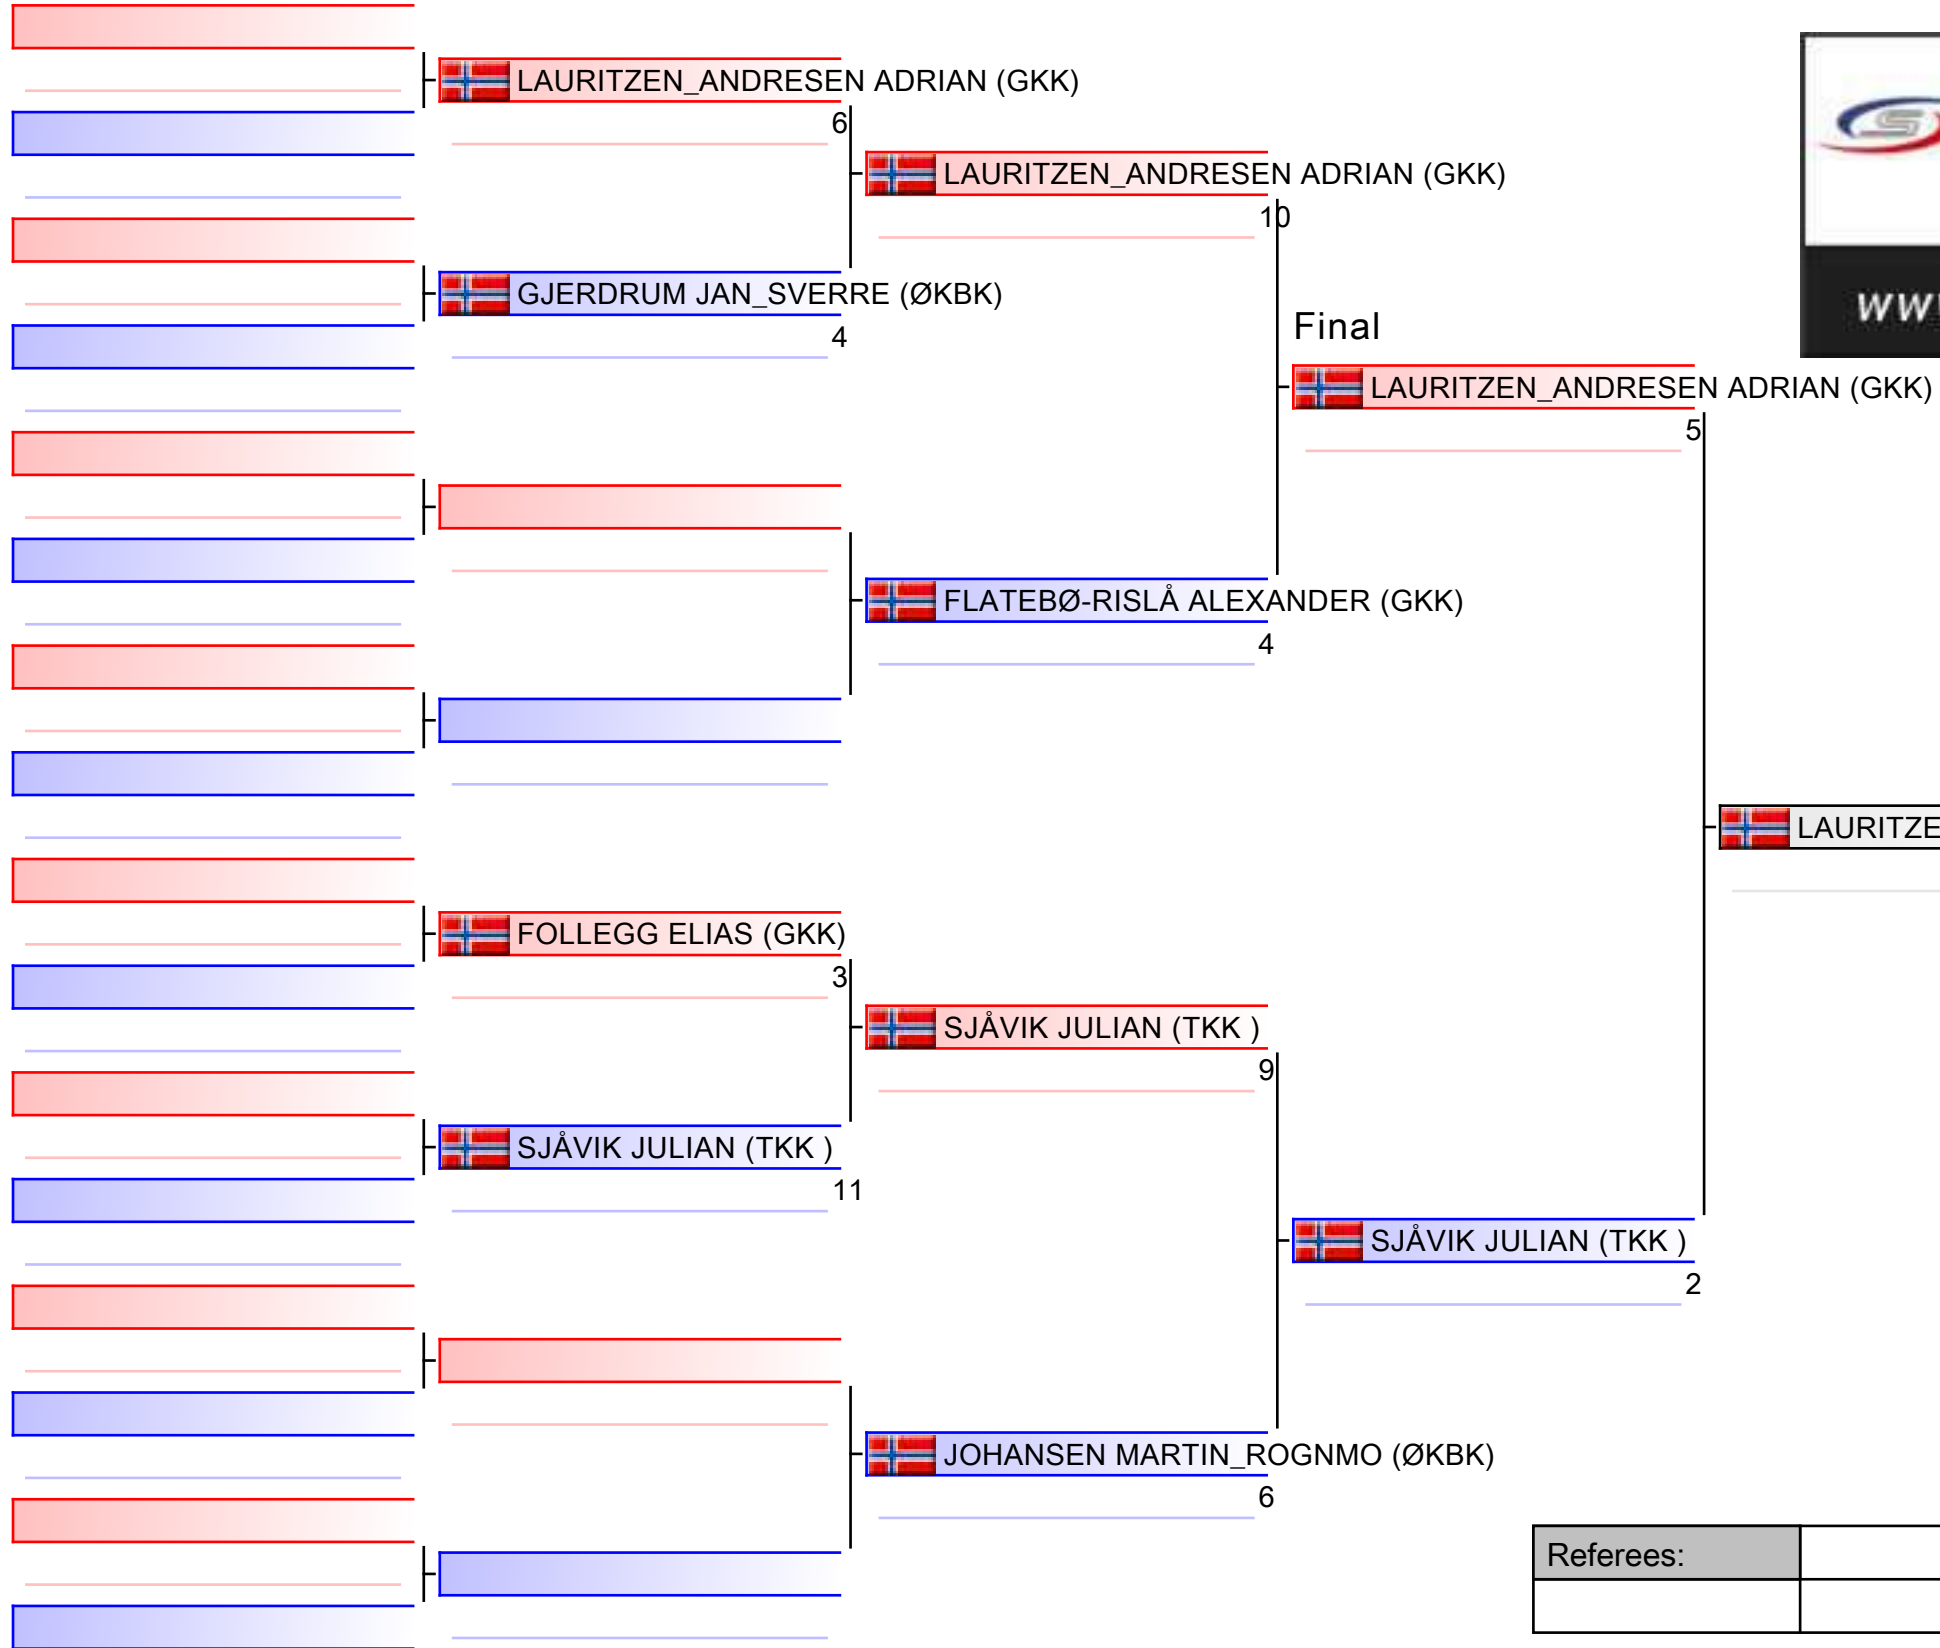 LAURITZEN_ANDRESEN ADRIAN (GKK)
6
LAURITZEN_ANDRESEN ADRIAN (GKK)
10
GJERDRUM JAN_SVERRE (ØKBK)
4
Final
LAURITZEN_ANDRESEN ADRIAN (GKK)
5
FLATEBØ-RISLÅ ALEXANDER (GKK)
4
LAURITZE
FOLLEGG ELIAS (GKK)
3
SJÅVIK JULIAN (TKK )
9
SJÅVIK JULIAN (TKK )
11
SJÅVIK JULIAN (TKK )
2
JOHANSEN MARTIN_ROGNMO (ØKBK)
6
Referees: